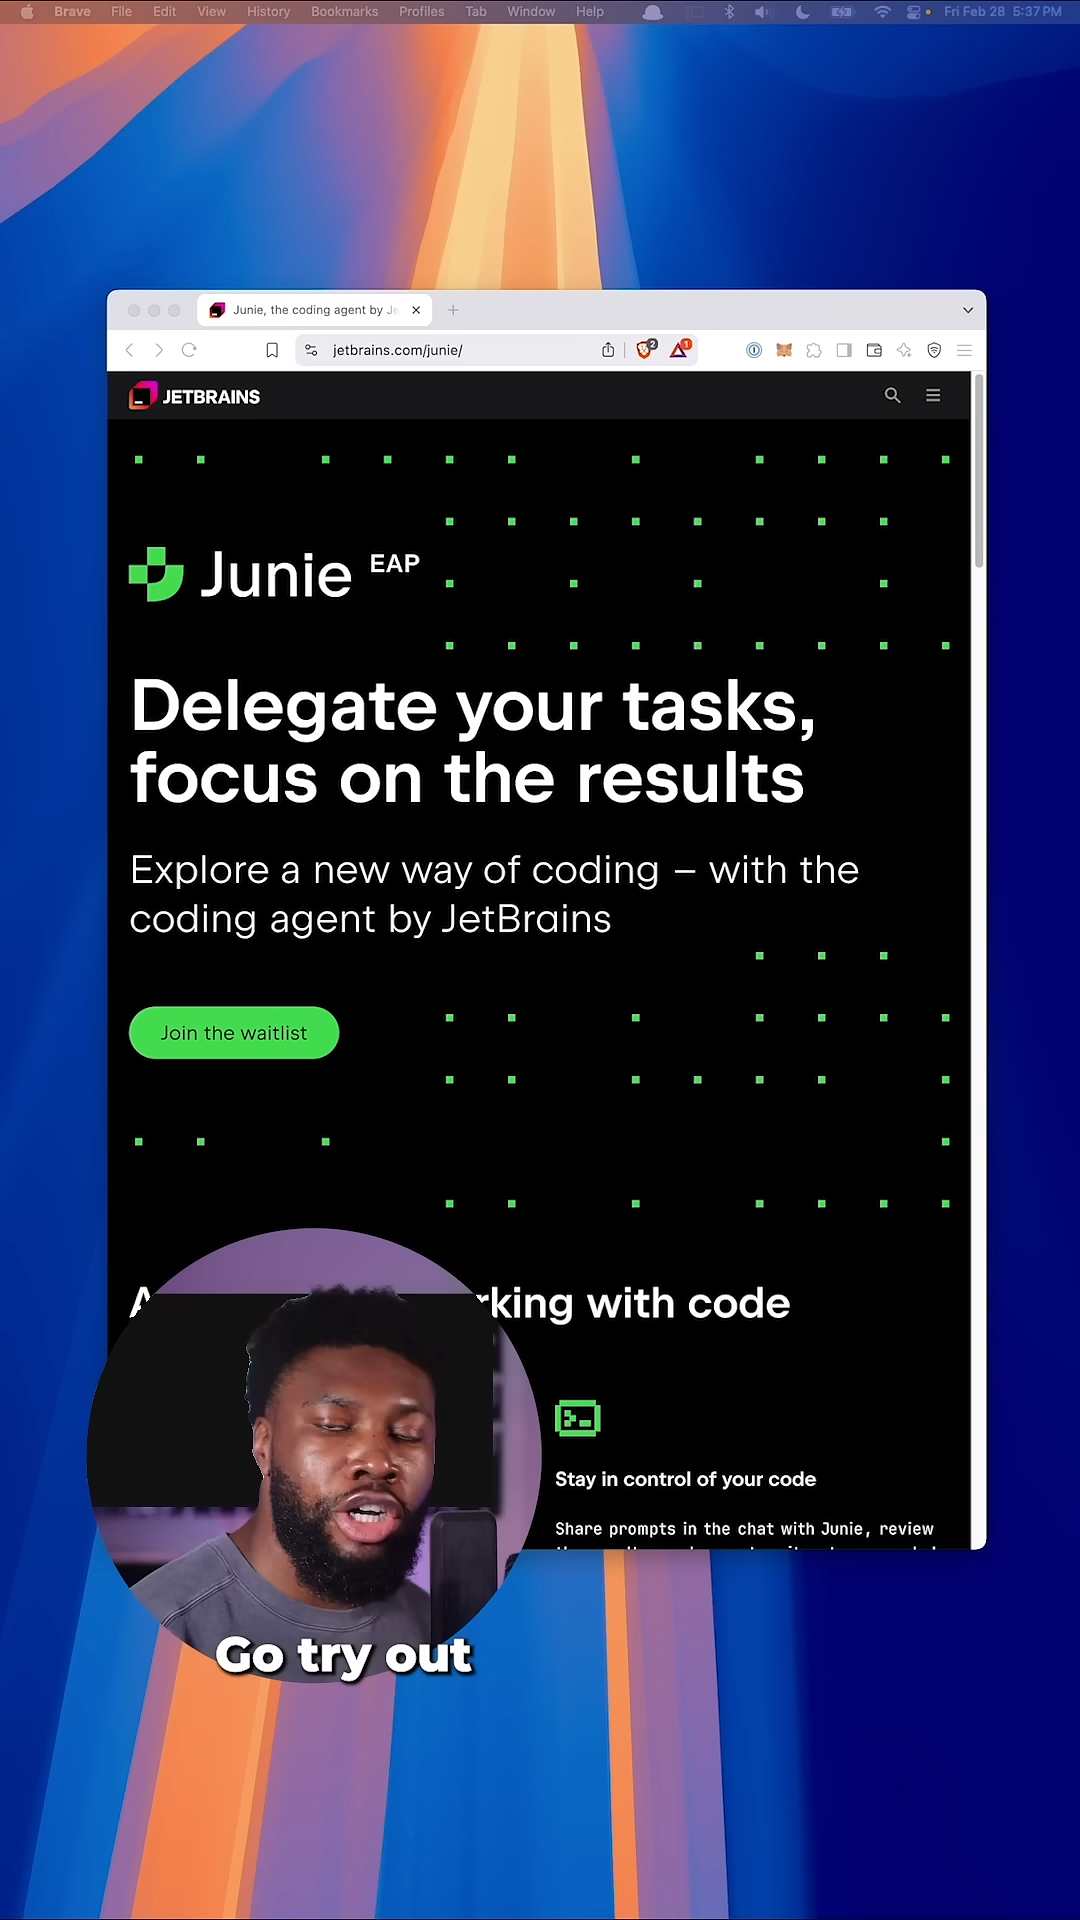 Brave File Edit View History Bookmarks Profiles Tab Window Help Fri Feb 28 5:37 PM
Junie, the coding agent by Je
jetbrains.com/junie/
2
1
JETBRAINS
Junie EAP
Delegate your tasks,
focus on the results
Explore a new way of coding – with the
coding agent by JetBrains
Join the waitlist
rking with code
Stay in control of your code
Share prompts in the chat with Junie, review
Go try out